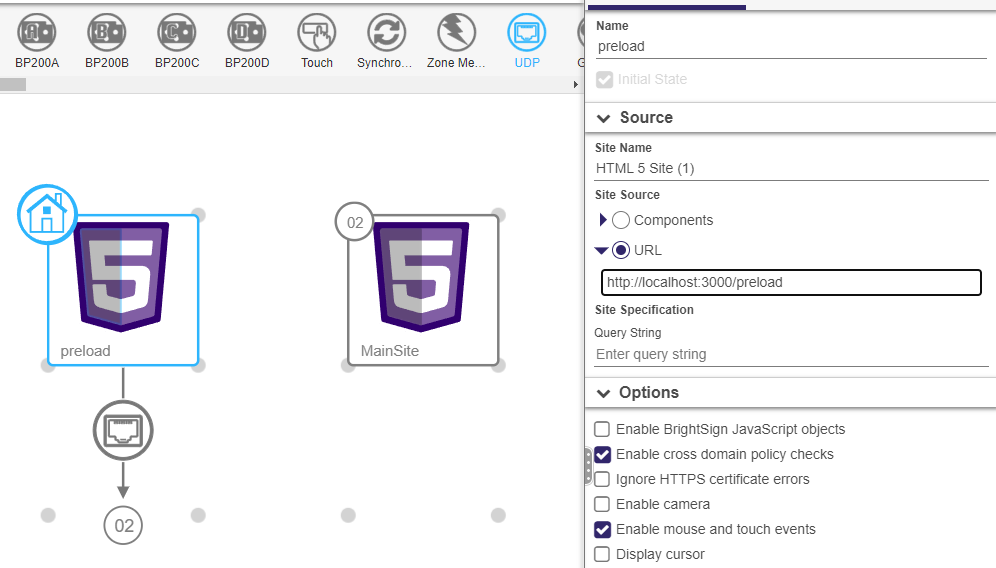 BP200A BP200B BP200C BP200D Touch Synchro... Zone Me... UDP G
preload
02
MainSite
02
Name
preload
Initial State
Source
Site Name
HTML 5 Site (1)
Site Source
Components
URL
http://localhost:3000/preload
Site Specification
Query String
Enter query string
Options
Enable BrightSign JavaScript objects
Enable cross domain policy checks
Ignore HTTPS certificate errors
Enable camera
Enable mouse and touch events
Display cursor